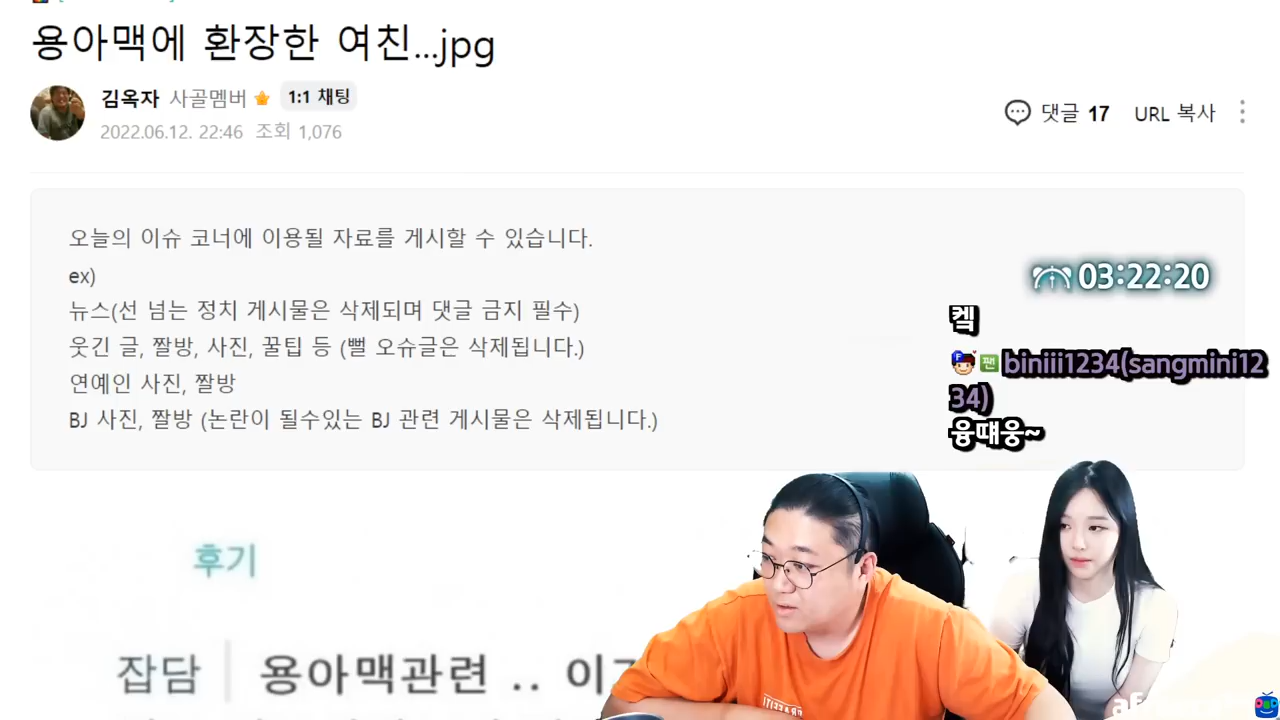 용아맥에 환장한 여친...jpg
김옥자 사골멤버 1:1 채팅
2022.06.12. 22:46 조회 1,076
댓글 17 URL 복사
오늘의 이슈 코너에 이용될 자료를 게시할 수 있습니다.
ex)
뉴스(선 넘는 정치 게시물은 삭제되며 댓글 금지 필수)
웃긴 글, 짤방, 사진, 꿀팁 등 (뻘 오슈글은 삭제됩니다.)
연예인 사진, 짤방
BJ 사진, 짤방 (논란이 될수있는 BJ 관련 게시물은 삭제됩니다.)
03:22:20
켁
팬 biniii1234(sangmini12
34)
융떄웅~
후기
잡담 용아맥관련 ..